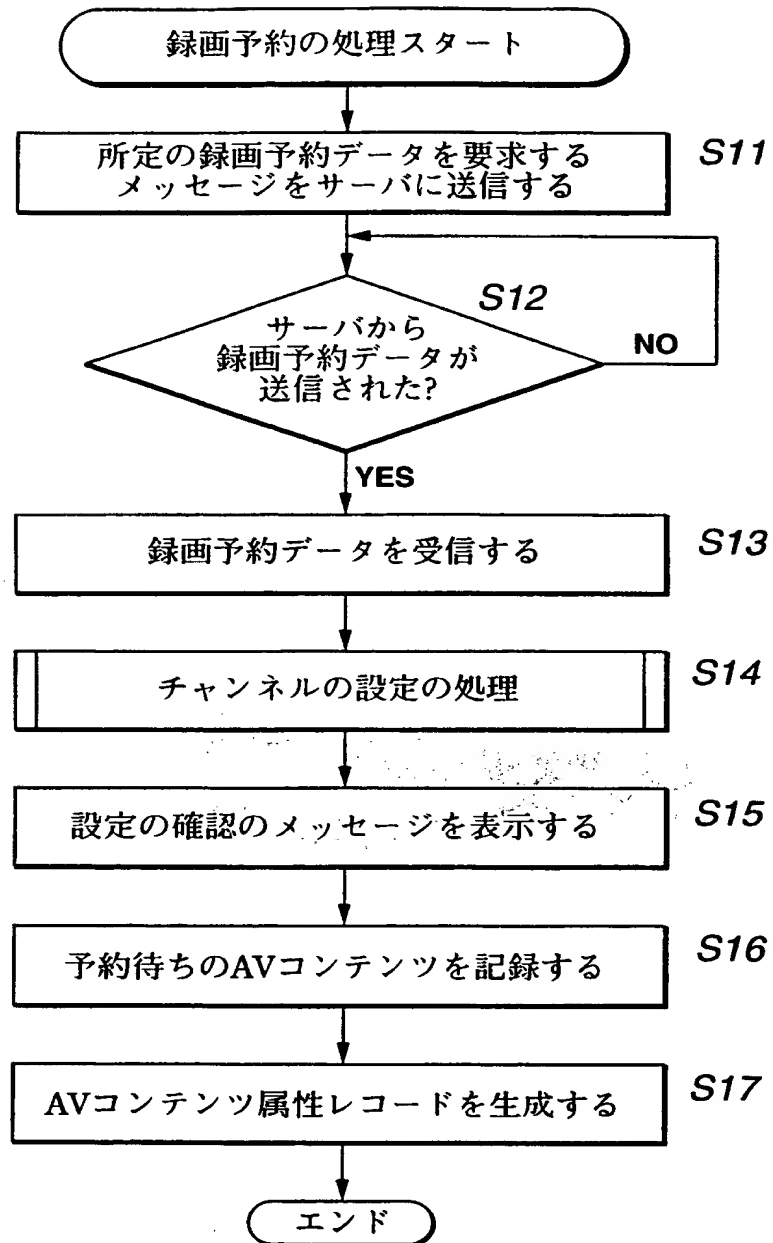 録画予約の処理スタート
所定の録画予約データを要求する
メッセージをサーバに送信する
S11
S12
サーバから
録画予約データが
送信された?
NO
YES
録画予約データを受信する
S13
チャンネルの設定の処理
S14
設定の確認のメッセージを表示する
S15
予約待ちのAVコンテンツを記録する
S16
AVコンテンツ属性レコードを生成する
S17
エンド